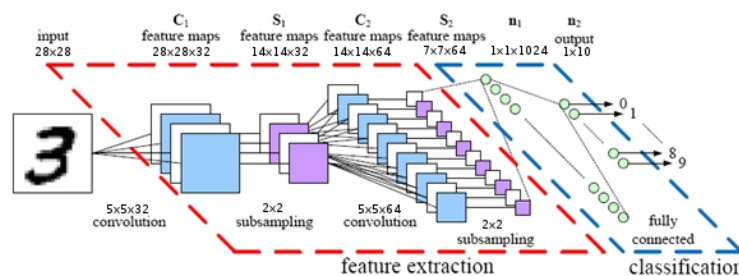 input
28×28
C1
feature maps
28×28×32
S1
feature maps
14×14×32
C2
feature maps
14×14×64
S2
feature maps
7×7×64
n1
1×1×1024
n2
output
1×10
3
0
1
8
9
5×5×32
convolution
2×2
subsampling
5×5×64
convolution
2×2
subsampling
fully
connected
feature extraction
classification